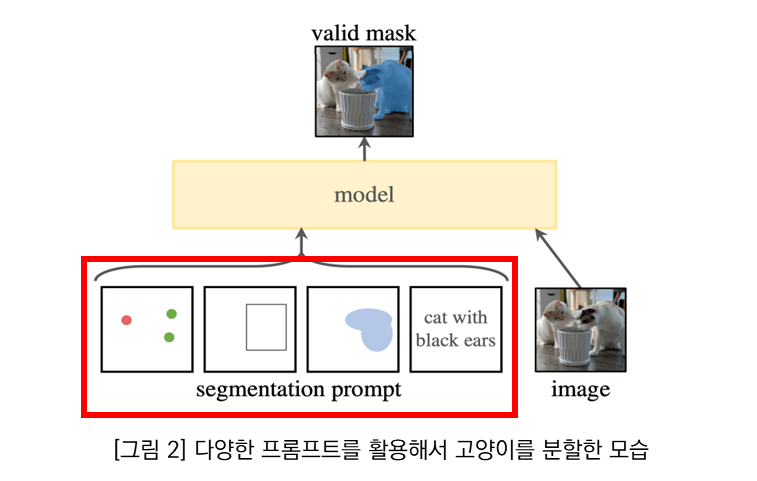 valid mask
model
cat with
black ears
segmentation prompt
image
[그림 2] 다양한 프롬프트를 활용해서 고양이를 분할한 모습